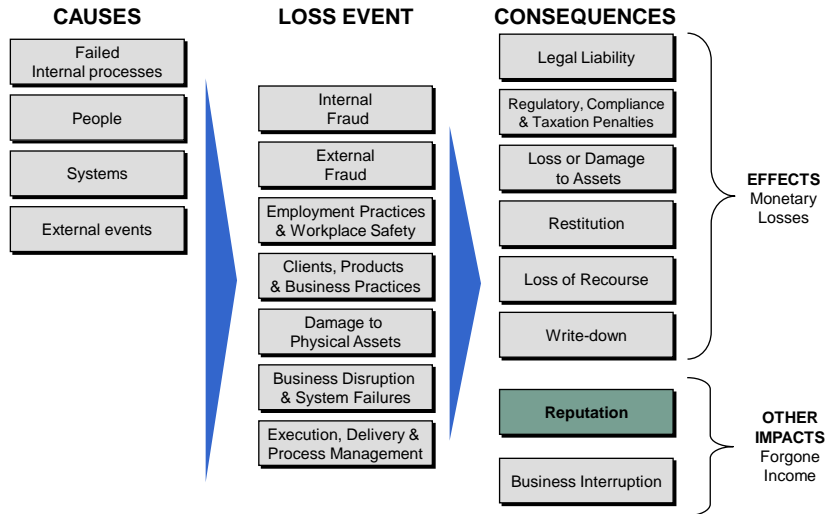 CAUSES
Failed
Internal processes
People
Systems
External events
LOSS EVENT
Internal
Fraud
External
Fraud
Employment Practices
& Workplace Safety
Clients, Products
& Business Practices
Damage to
Physical Assets
Business Disruption
& System Failures
Execution, Delivery &
Process Management
CONSEQUENCES
Legal Liability
Regulatory, Compliance
& Taxation Penalties
Loss or Damage
to Assets
Restitution
Loss of Recourse
Write-down
Reputation
Business Interruption
EFFECTS
Monetary
Losses
OTHER
IMPACTS
Forgone
Income